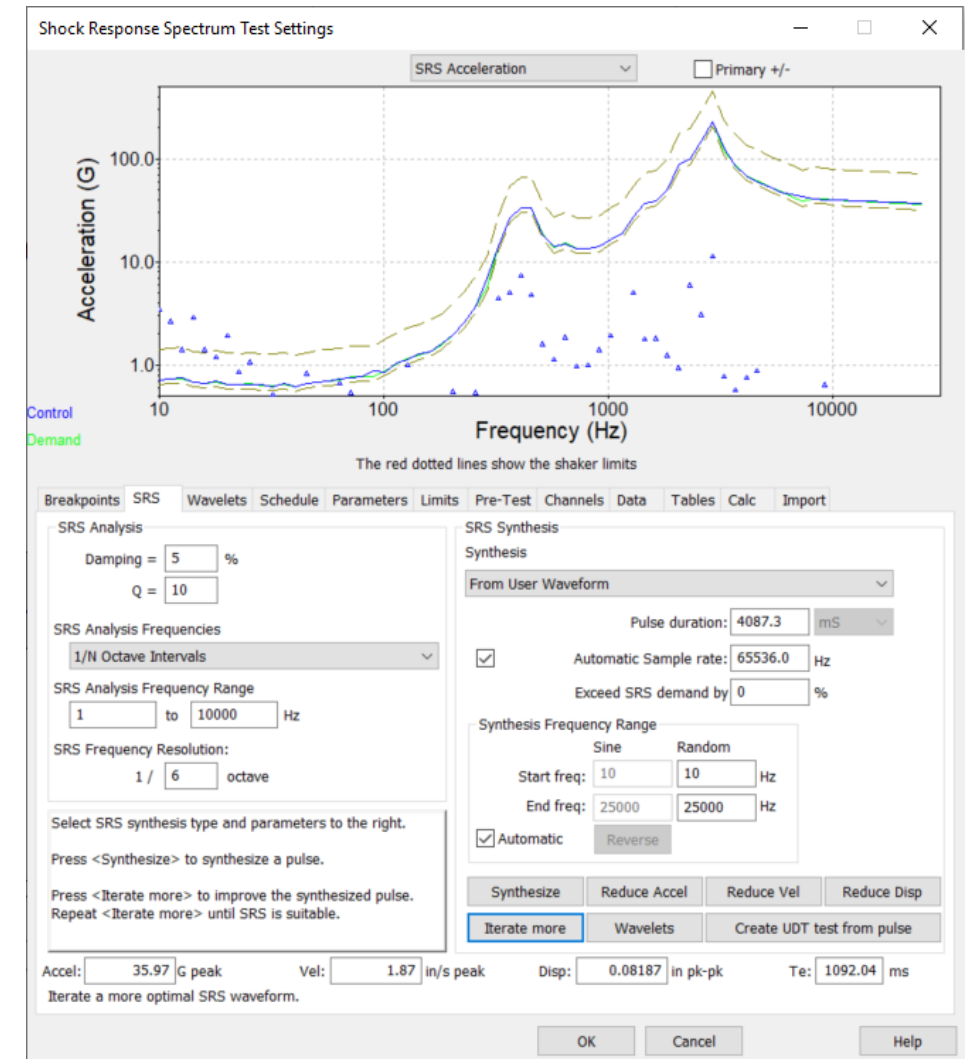 Shock Response Spectrum Test Settings
SRS Acceleration Primary +/-
Acceleration (G)
100.0
10.0
1.0
10 100 1000 10000
Control
Frequency (Hz)
Demand
The red dotted lines show the shaker limits
Breakpoints SRS Wavelets Schedule Parameters Limits Pre-Test Channels Data Tables Calc Import
SRS Analysis
Damping = 5 %
Q = 10
SRS Analysis Frequencies
1/N Octave Intervals
SRS Analysis Frequency Range
1 to 10000 Hz
SRS Frequency Resolution:
1 / 6 octave
Select SRS synthesis type and parameters to the right.
Press <Synthesize> to synthesize a pulse.
Press <Iterate more> to improve the synthesized pulse.
Repeat <Iterate more> until SRS is suitable.
SRS Synthesis
Synthesis
From User Waveform
Pulse duration: 4087.3 mS
Automatic Sample rate: 65536.0 Hz
Exceed SRS demand by 0 %
Synthesis Frequency Range
Sine Random
Start freq: 10 10 Hz
End freq: 25000 25000 Hz
Automatic Reverse
Synthesize Reduce Accel Reduce Vel Reduce Disp
Iterate more Wavelets Create UDT test from pulse
Accel: 35.97 G peak Vel: 1.87 in/s peak Disp: 0.08187 in pk-pk Te: 1092.04 ms
Iterate a more optimal SRS waveform.
OK Cancel Help